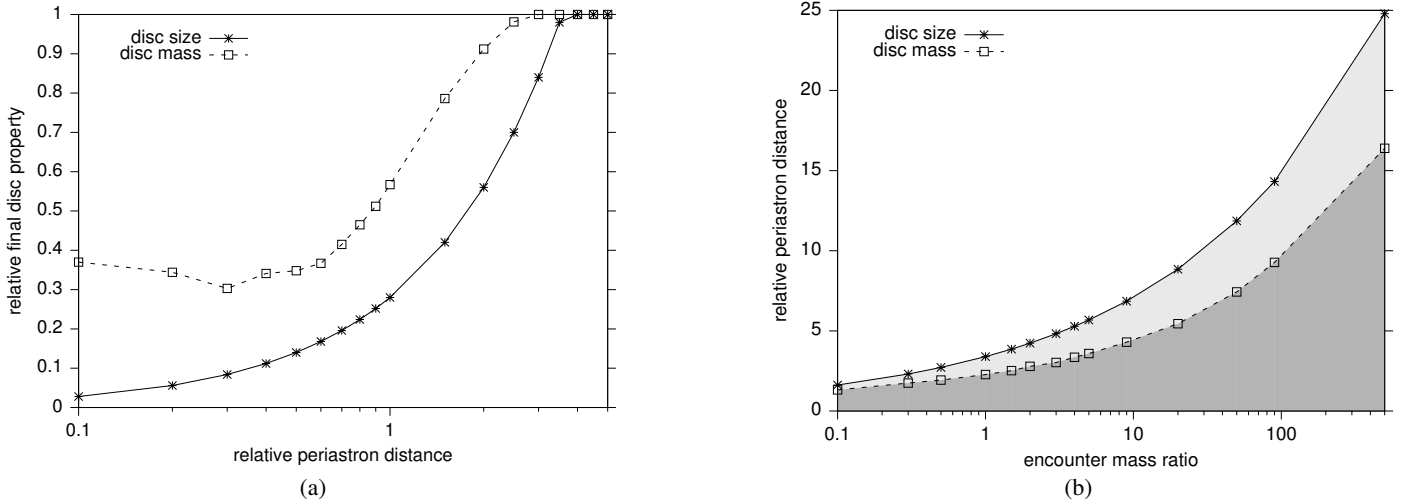 disc size
disc mass
relative final disc property
1
0.9
0.8
0.7
0.6
0.5
0.4
0.3
0.2
0.1
0
0.1
1
relative periastron distance
(a)
disc size
disc mass
relative periastron distance
25
20
15
10
5
0
0.1
1
10
100
encounter mass ratio
(b)